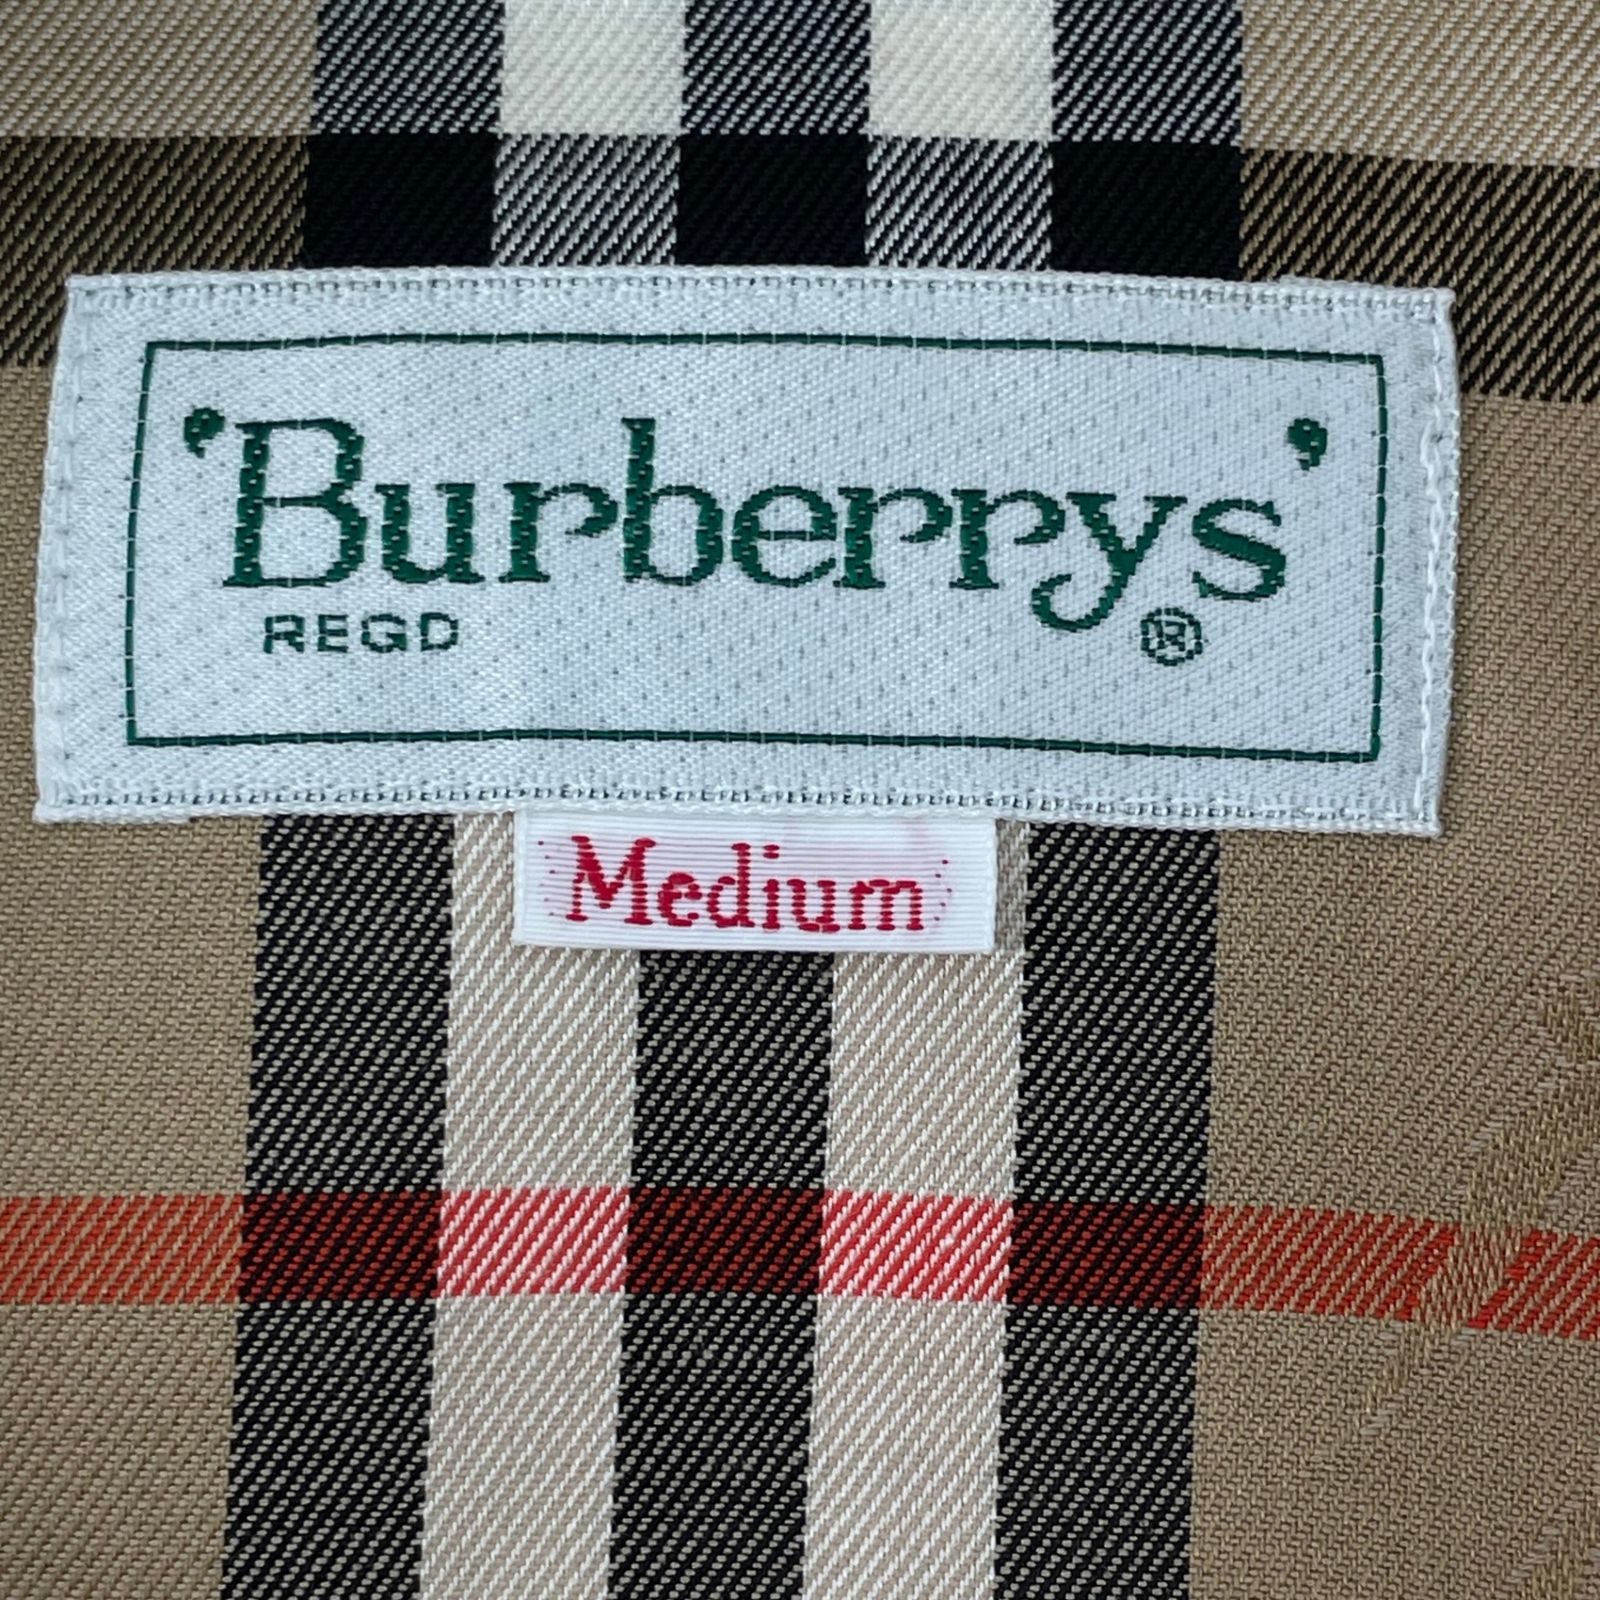 ‘Burberrys’
REGD ®
Medium